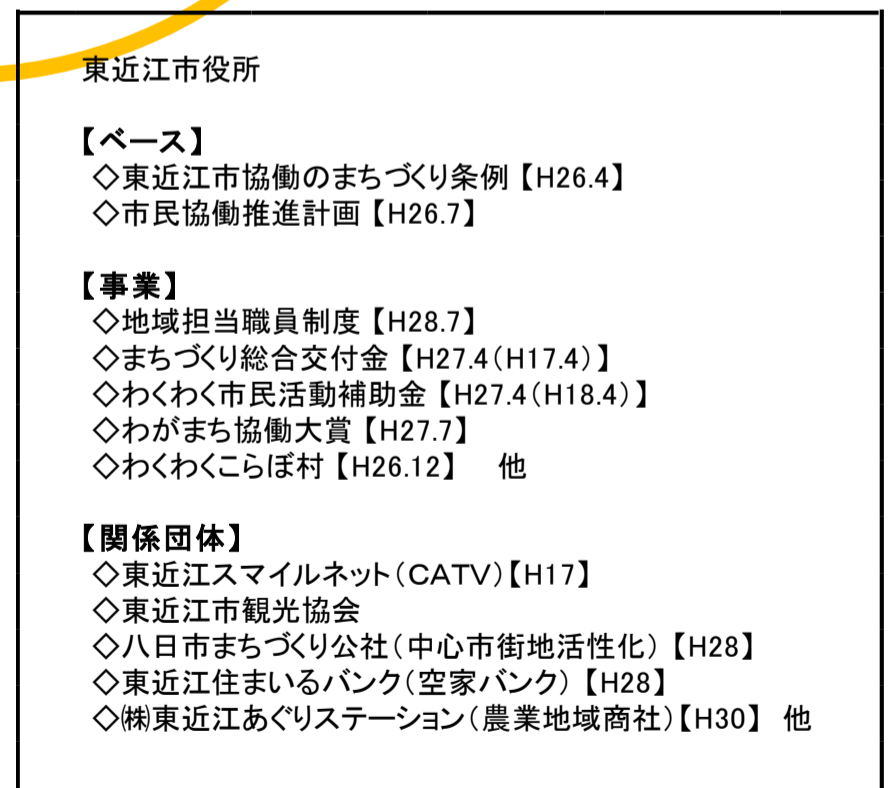 東近江市役所
【ベース】
◇東近江市協働のまちづくり条例【H26.4】
◇市民協働推進計画【H26.7】
【事業】
◇地域担当職員制度【H28.7】
◇まちづくり総合交付金【H27.4(H17.4)】
◇わくわく市民活動補助金【H27.4(H18.4)】
◇わがまち協働大賞【H27.7】
◇わくわくこらぼ村【H26.12】　他
【関係団体】
◇東近江スマイルネット(CATV)【H17】
◇東近江市観光協会
◇八日市まちづくり公社(中心市街地活性化)【H28】
◇東近江住まいるバンク(空家バンク)【H28】
◇㈱東近江あぐりステーション(農業地域商社)【H30】 他